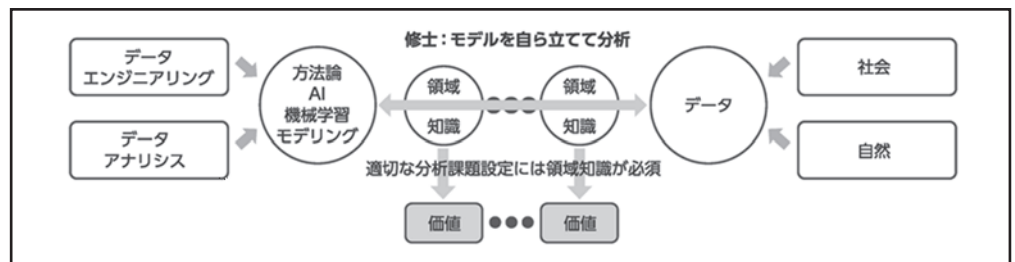 修士：モデルを自ら立てて分析
データ
エンジニアリング
データ
アナリシス
方法論
AI
機械学習
モデリング
領域
知識
領域
知識
データ
社会
自然
適切な分析課題設定には領域知識が必須
価値
価値